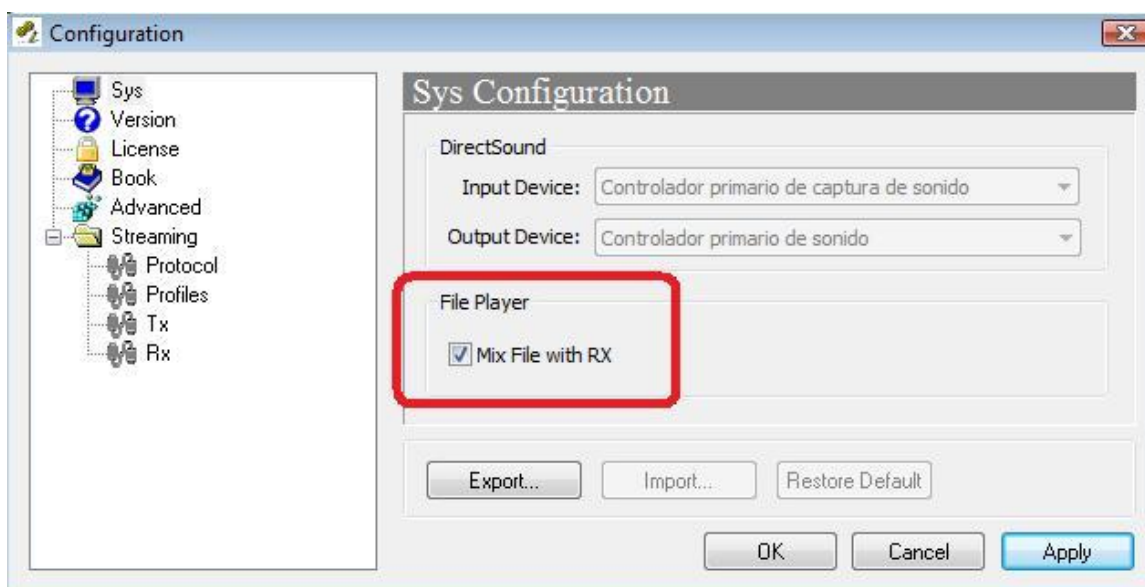 Configuration
Sys
Version
License
Book
Advanced
Streaming
Protocol
Profiles
Tx
Rx
Sys Configuration
DirectSound
Input Device: Controlador primario de captura de sonido
Output Device: Controlador primario de sonido
File Player
Mix File with RX
Export... Import... Restore Default
OK Cancel Apply